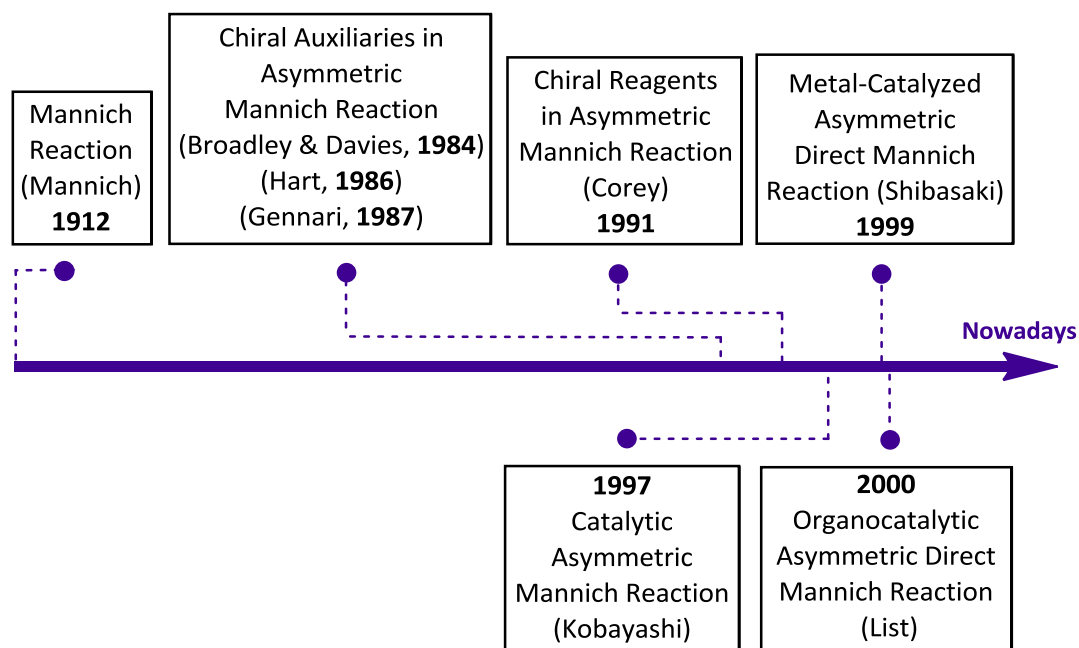 Mannich
Reaction
(Mannich)
1912
Chiral Auxiliaries in
Asymmetric
Mannich Reaction
(Broadley & Davies, 1984)
(Hart, 1986)
(Gennari, 1987)
Chiral Reagents
in Asymmetric
Mannich Reaction
(Corey)
1991
Metal-Catalyzed
Asymmetric
Direct Mannich
Reaction (Shibasaki)
1999
Nowadays
1997
Catalytic
Asymmetric
Mannich Reaction
(Kobayashi)
2000
Organocatalytic
Asymmetric Direct
Mannich Reaction
(List)